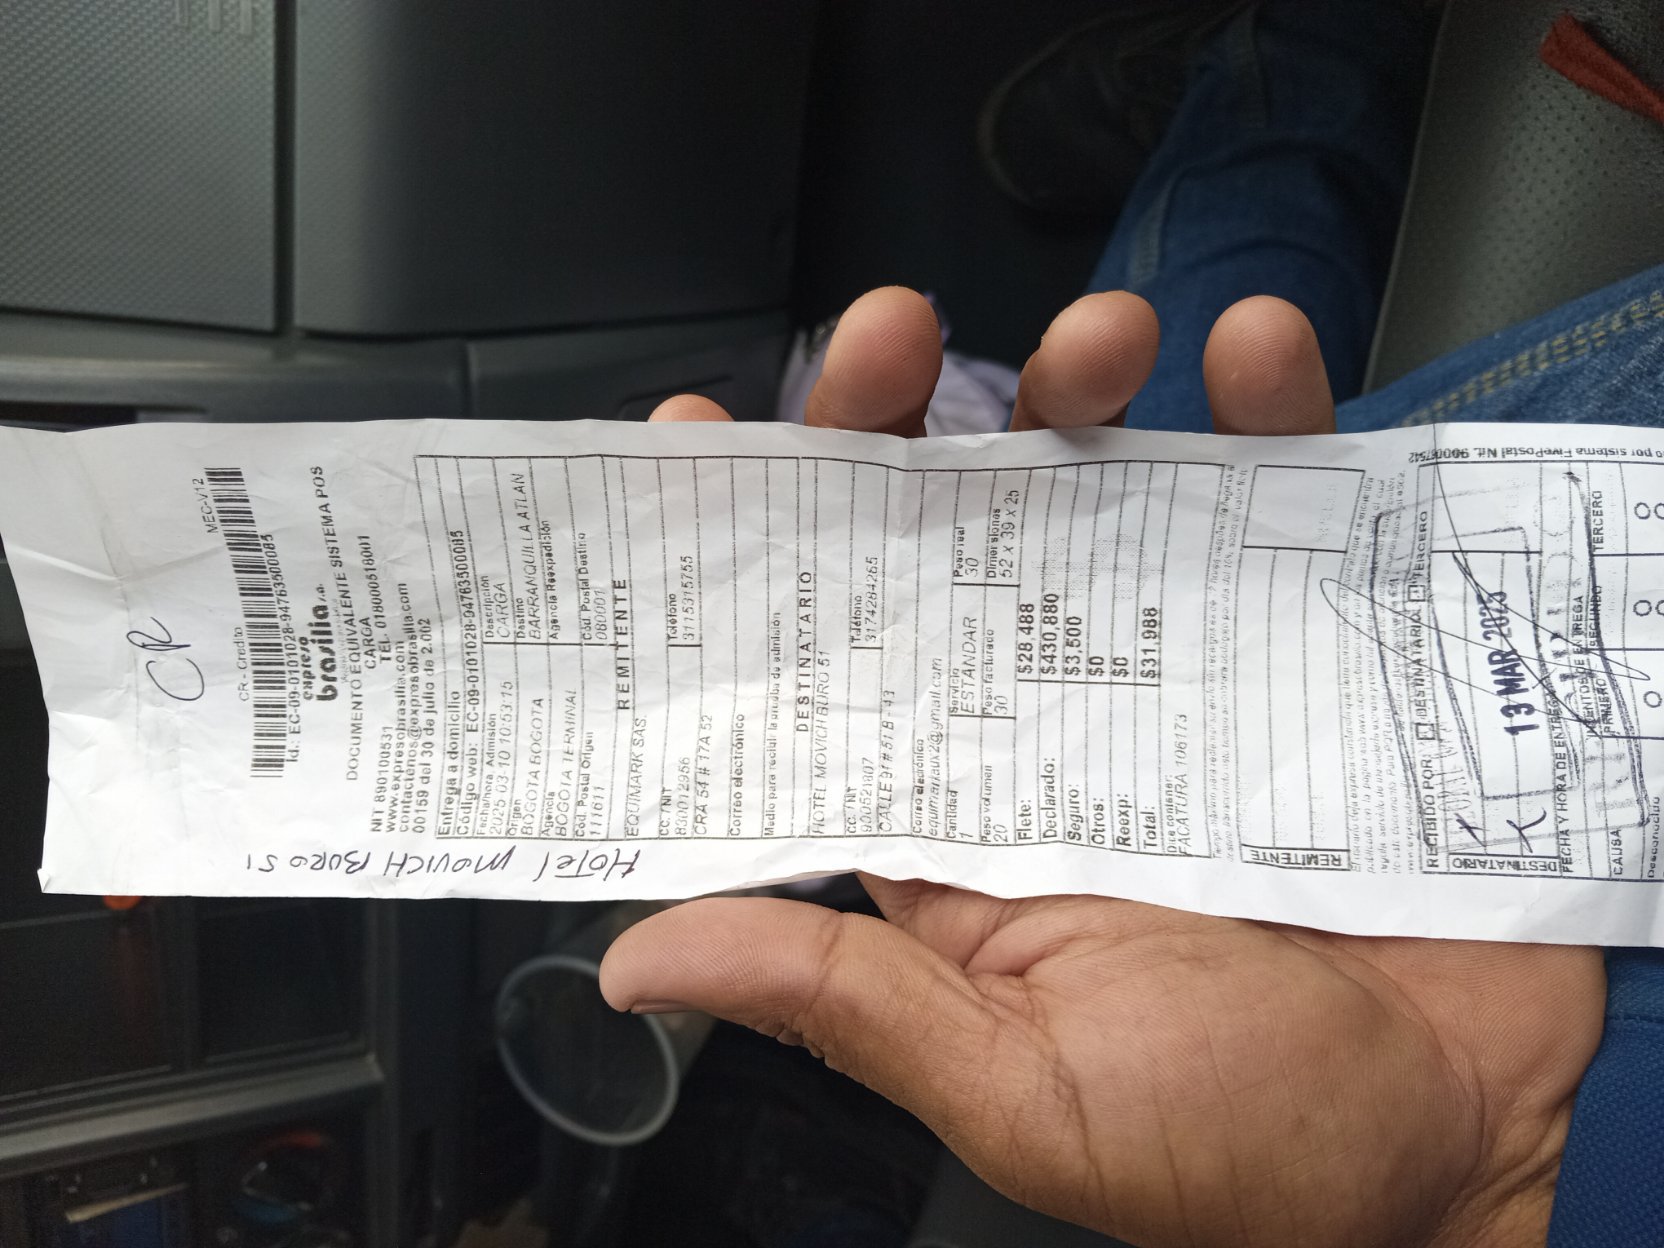 CR
MEC-V12
CR - Credito
Id.: EC-09-0101028-94763500085
expreso
brasilia s.a.
DOCUMENTO EQUIVALENTE SISTEMA POS
CARGA
NIT 890100531 TEL. 018000518001
www.expresobrasilia.com
contactenos@expresobrasilia.com
00159 del 30 de julio de 2.002
Entrega a domicilio
Código web: EC-09-0101028-94763500085
Fecha/hora Admisión Descripción
2025-03-10 10:53:15 CARGA
Origen Destino
BOGOTA BOGOTA BARRANQUILLA ATLAN
Agencia Agencia Reexpedición
BOGOTA TERMINAL
Cód. Postal Origen Cód. Postal Destino
111611 080001
REMITENTE
EQUIMARK SAS.
CC. / NIT Teléfono
830012956 3115315755
CRA 54 # 17A 52
Correo electrónico
Medio para recibir la prueba de admisión
DESTINATARIO
HOTEL MOVICH BURO 51
CC. / NIT Teléfono
900521807 3174284265
Correo electrónico
equimarkaux2@gmail.com
Cantidad Servicio Peso real
1 ESTANDAR 30
Peso volumen Peso facturado Dimensiones
20 30 52 x 39 x 25
Flete: $28,488
Declarado: $430,880
Seguro: $3,500
Otros: $0
Reexp: $0
Total: $31,988
Dice contener:
FACATURA 106173
REMITENTE
RECIBIDO POR: DESTINATARIO TERCERO
DESTINATARIO
13 MAR 2025
FECHA Y HORA DE ENTREGA
INTENTOS DE ENTREGA
CAUSA PRIMERO SEGUNDO TERCERO
Desconocido
HOTEL MOVICH BURO 51